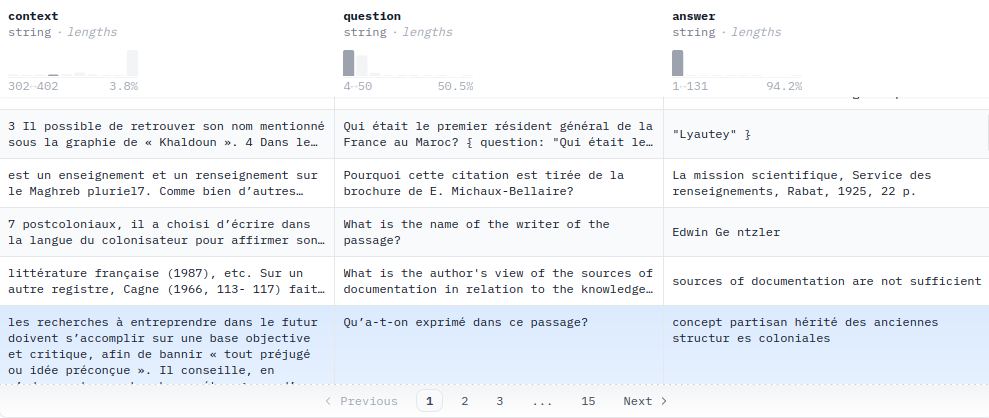 context question answer
string · lengths string · lengths string · lengths
302↔402 3.8% 4↔50 50.5% 1↔131 94.2%
3 Il possible de retrouver son nom mentionné
sous la graphie de « Khaldoun ». 4 Dans le…
Qui était le premier résident général de la
France au Maroc? { question: "Qui était le…
"Lyautey" }
est un enseignement et un renseignement sur
le Maghreb pluriel7. Comme bien d’autres…
Pourquoi cette citation est tirée de la
brochure de E. Michaux-Bellaire?
La mission scientifique, Service des
renseignements, Rabat, 1925, 22 p.
7 postcoloniaux, il a choisi d’écrire dans
la langue du colonisateur pour affirmer son…
What is the name of the writer of the
passage?
Edwin Ge ntzler
littérature française (1987), etc. Sur un
autre registre, Cagne (1966, 113- 117) fait…
What is the author's view of the sources of
documentation in relation to the knowledge…
sources of documentation are not sufficient
les recherches à entreprendre dans le futur
doivent s’accomplir sur une base objective
et critique, afin de bannir « tout préjugé
ou idée préconçue ». Il conseille, en
Qu’a-t-on exprimé dans ce passage?
concept partisan hérité des anciennes
structur es coloniales
< Previous 1 2 3 ... 15 Next >